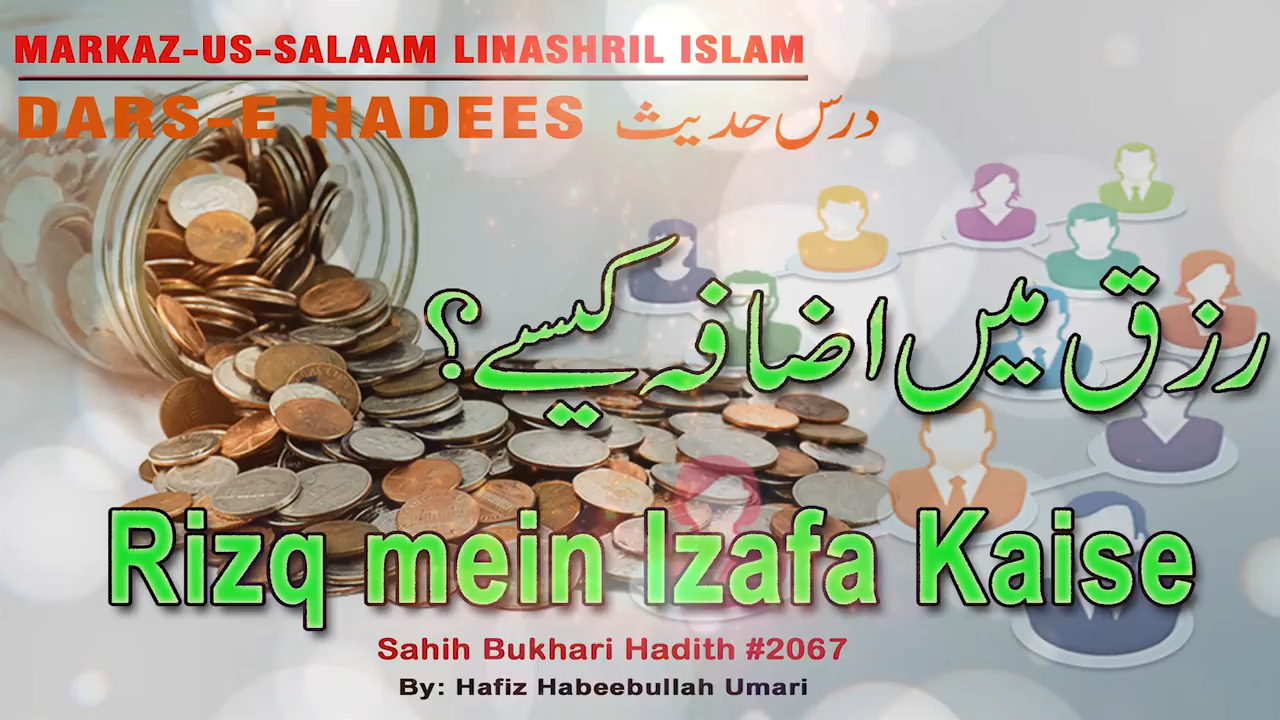 MARKAZ-US-SALAAM LINASHRIL ISLAM
DARS-E HADEES درس حدیث
رزق میں اضافہ کیسے؟
Rizq mein Izafa Kaise
Sahih Bukhari Hadith #2067
By: Hafiz Habeebullah Umari